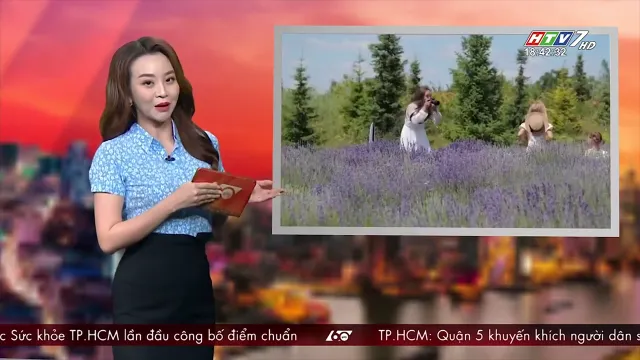 HTV7 HD
18:42:32
c Sức khỏe TP.HCM lần đầu công bố điểm chuẩn
60
TP.HCM: Quận 5 khuyến khích người dân s